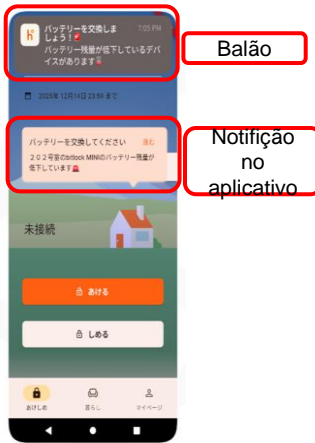 バッテリーを交換しま
しょう！🚨
7:05 PM
バッテリー残量が低下しているデバ
イスがあります🪫
Balão
2025年 12月14日 23:59 まで
バッテリーを交換してください
進む
２０２号室のbitlock MINIのバッテリー残量が
低下しています🚨
Notifição
no
aplicativo
未接続
あける
しめる
あけしめ
暮らし
マイページ